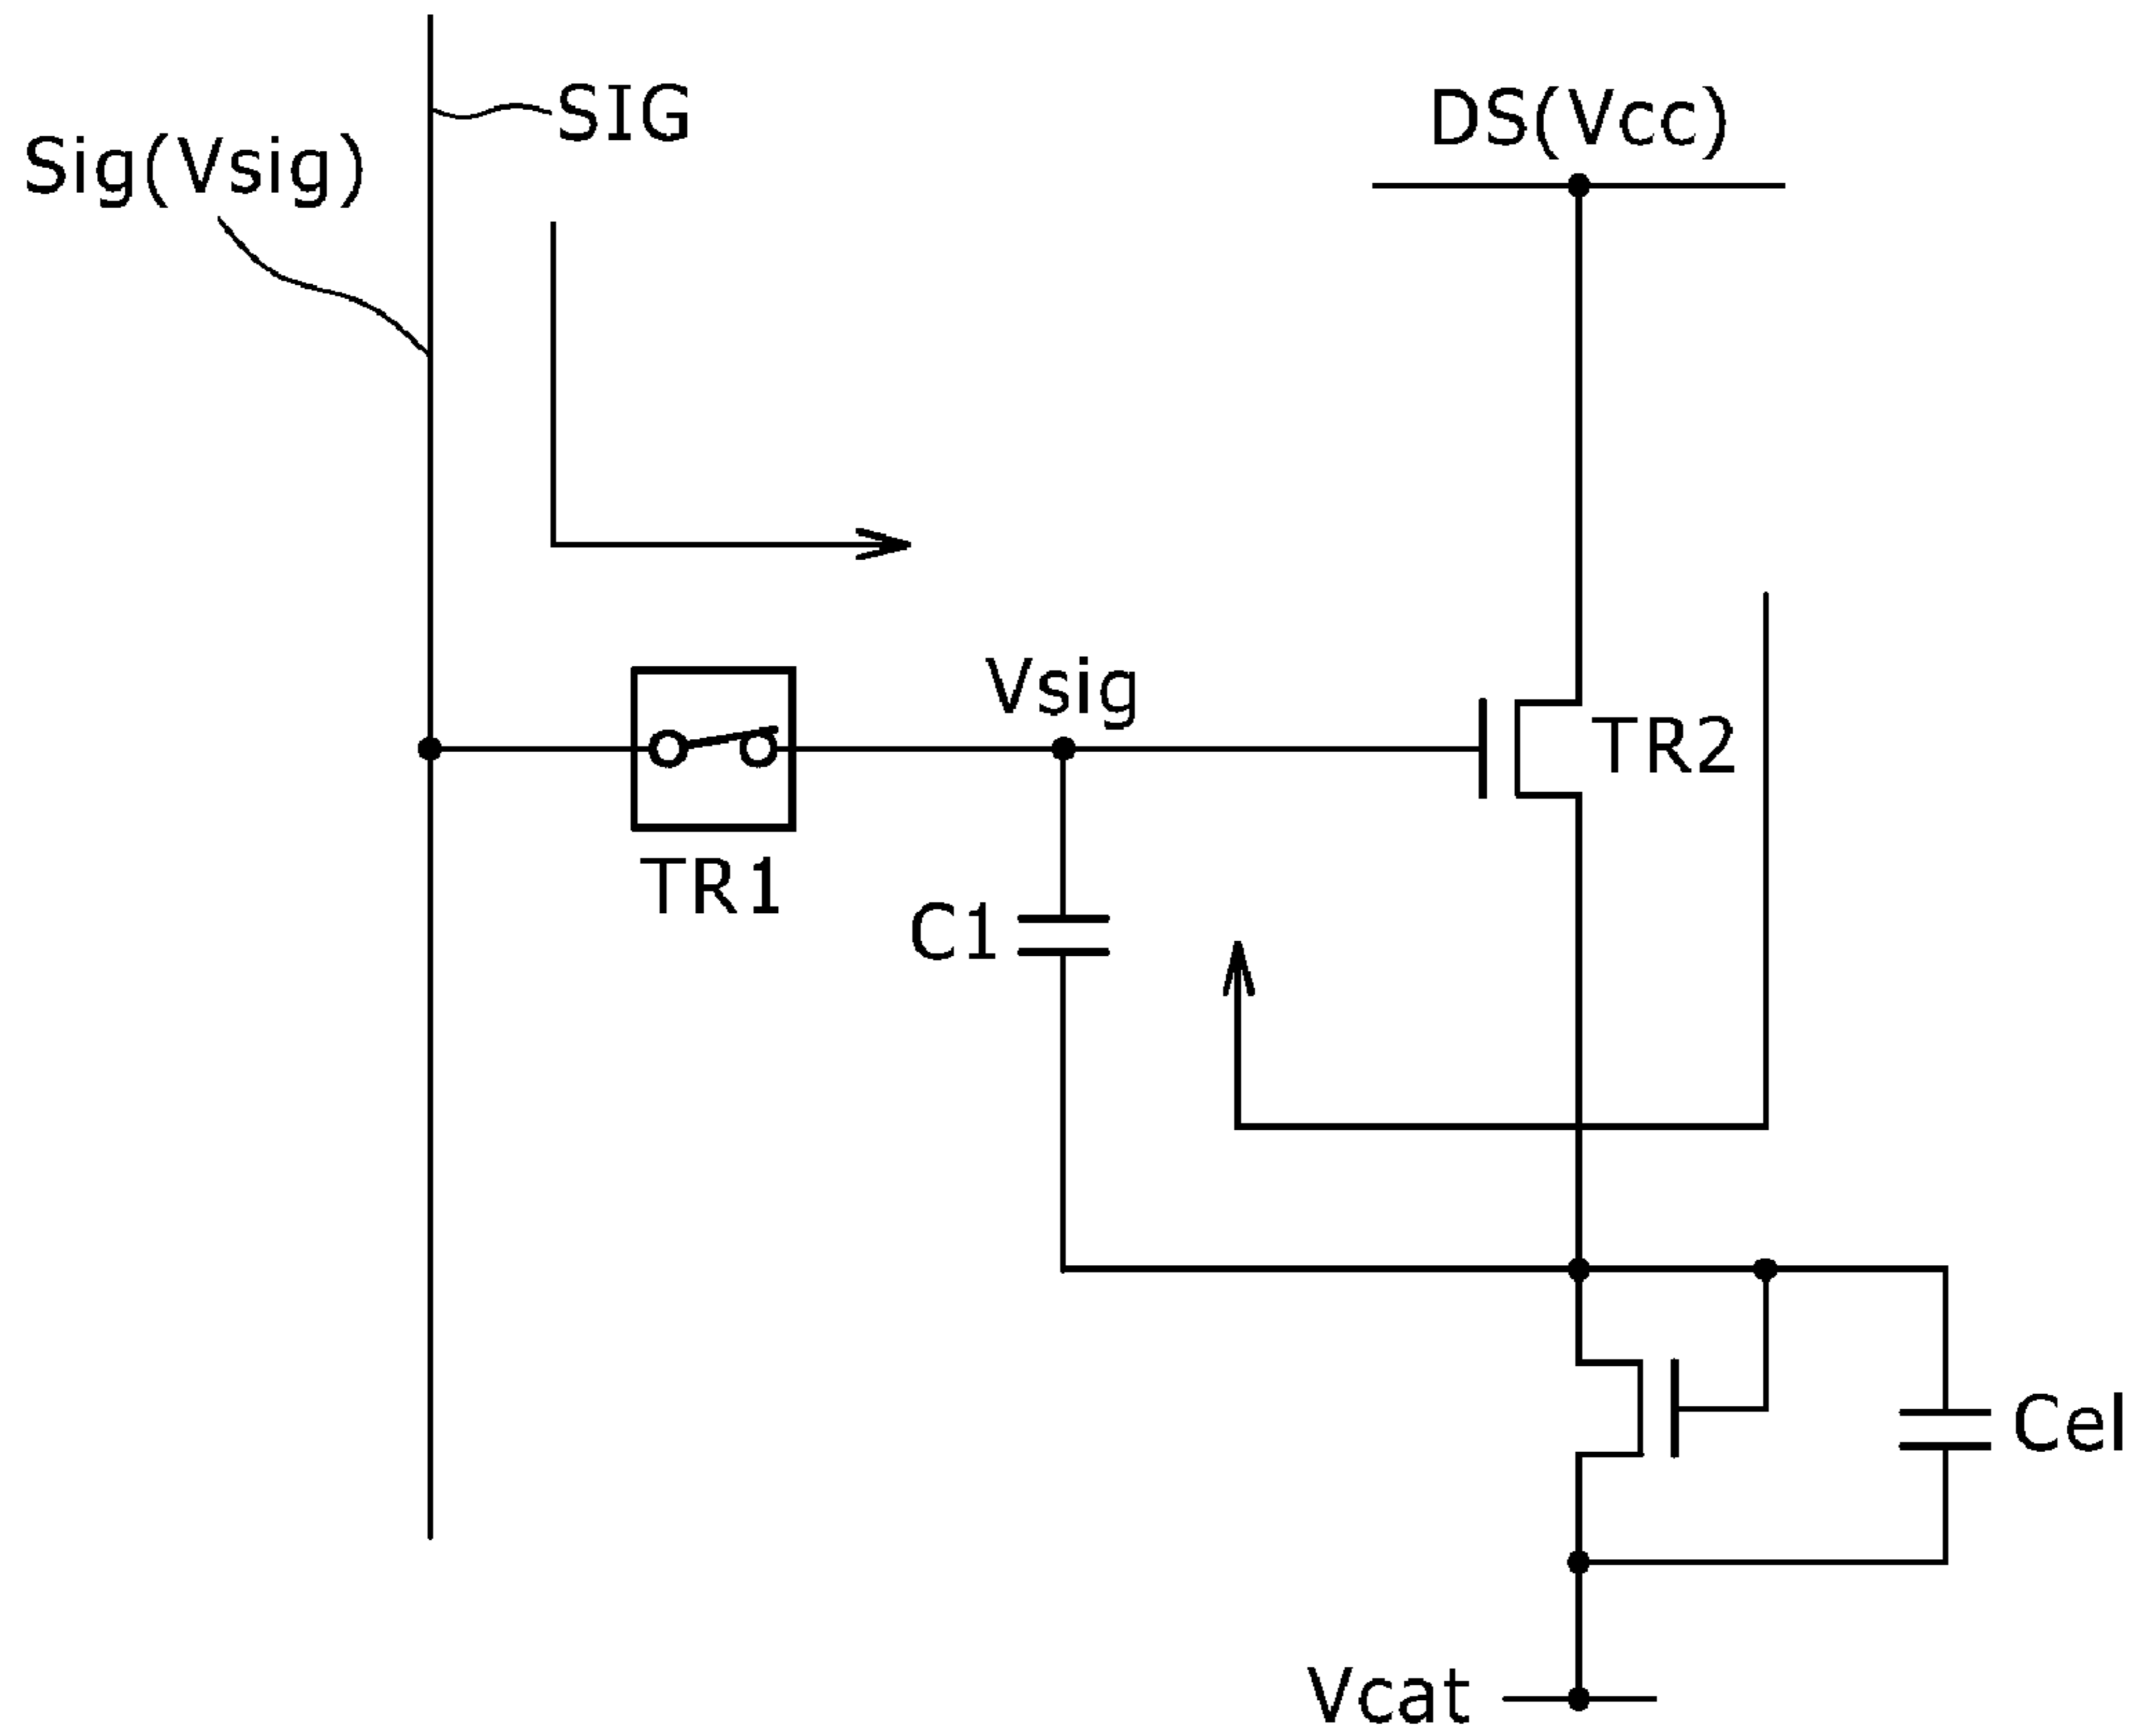 SIG
DS(Vcc)
Sig(Vsig)
Vsig
TR2
TR1
C1
Cel
Vcat